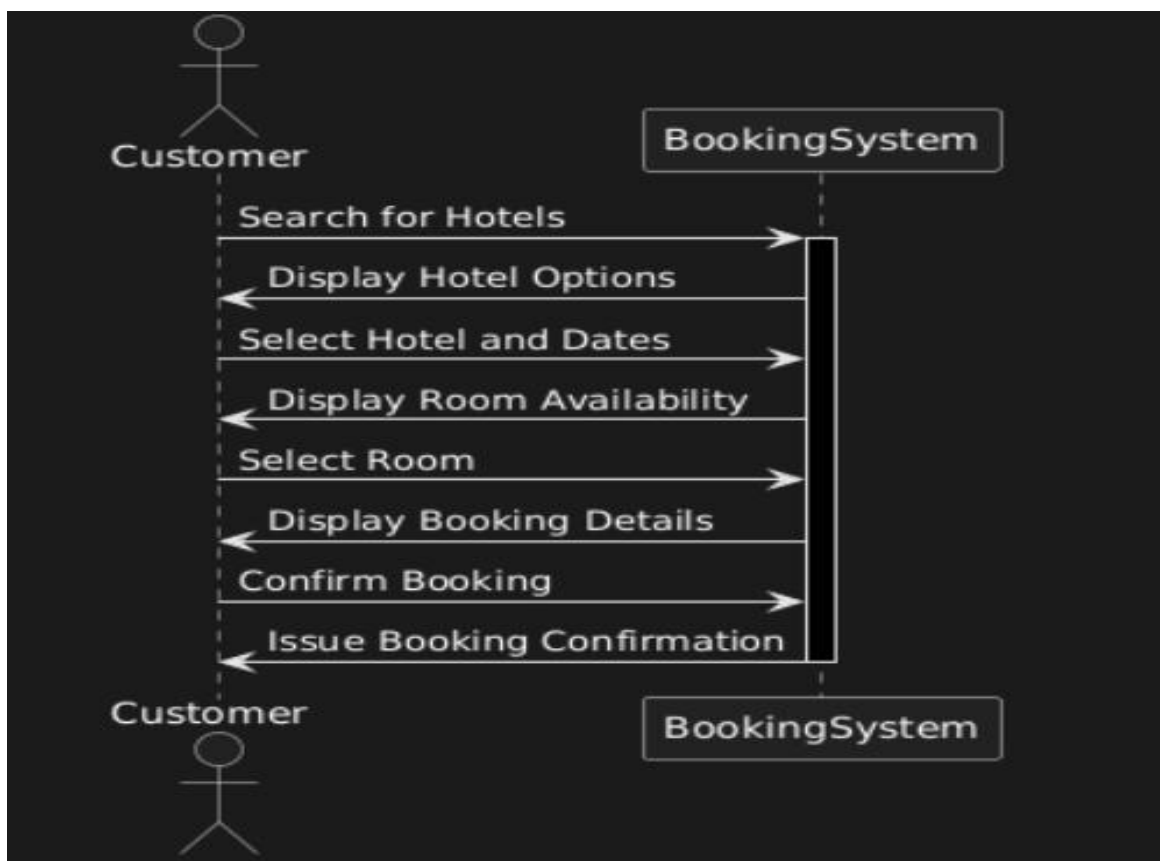 Customer
BookingSystem
Search for Hotels
Display Hotel Options
Select Hotel and Dates
Display Room Availability
Select Room
Display Booking Details
Confirm Booking
Issue Booking Confirmation
Customer
BookingSystem